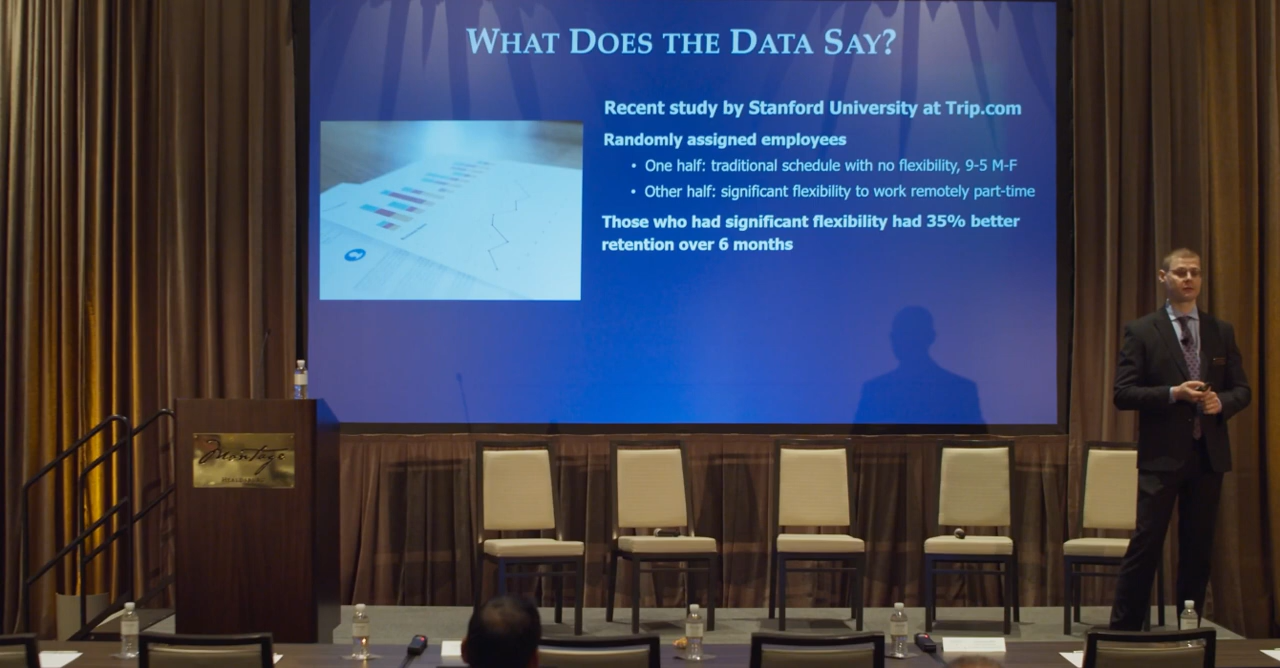 WHAT DOES THE DATA SAY?
Recent study by Stanford University at Trip.com
Randomly assigned employees
• One half: traditional schedule with no flexibility, 9-5 M-F
• Other half: significant flexibility to work remotely part-time
Those who had significant flexibility had 35% better
retention over 6 months
Montage